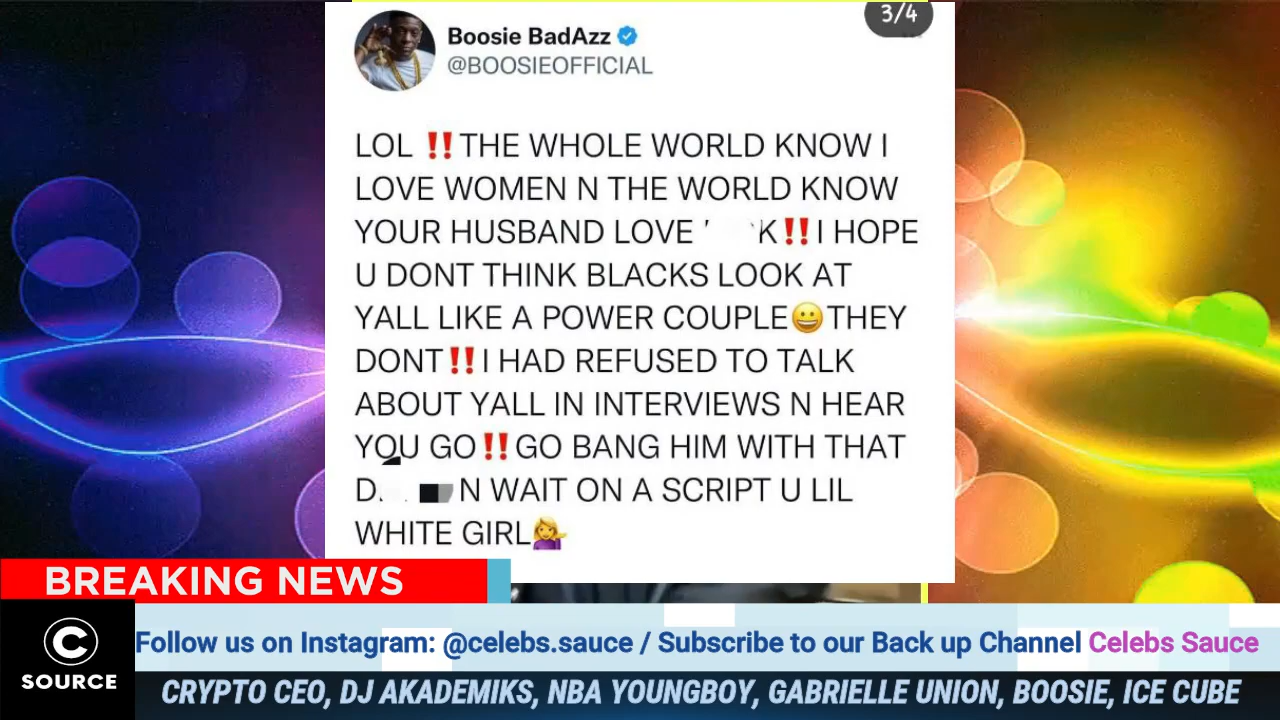 3/4
Boosie BadAzz
@BOOSIEOFFICIAL
LOL ‼️THE WHOLE WORLD KNOW I
LOVE WOMEN N THE WORLD KNOW
YOUR HUSBAND LOVE ‼️I HOPE
U DONT THINK BLACKS LOOK AT
YALL LIKE A POWER COUPLE😀THEY
DONT‼️I HAD REFUSED TO TALK
ABOUT YALL IN INTERVIEWS N HEAR
YOU GO‼️GO BANG HIM WITH THAT
N WAIT ON A SCRIPT U LIL
WHITE GIRL💁‍♀️
BREAKING NEWS
C
SOURCE
Follow us on Instagram: @celebs.sauce / Subscribe to our Back up Channel Celebs Sauce
CRYPTO CEO, DJ AKADEMIKS, NBA YOUNGBOY, GABRIELLE UNION, BOOSIE, ICE CUBE